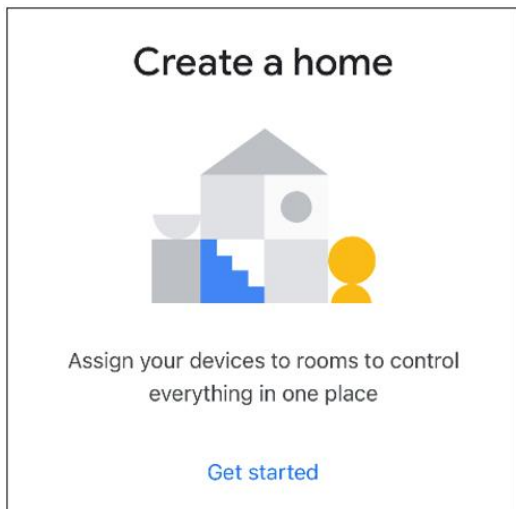 Create a home
Assign your devices to rooms to control
everything in one place
Get started